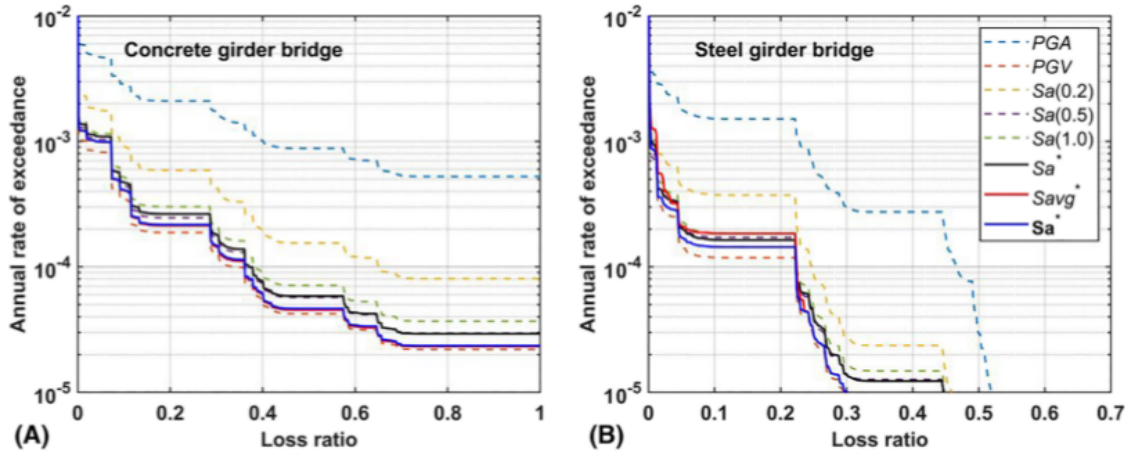 Concrete girder bridge
Annual rate of exceedance
10^-2
10^-3
10^-4
10^-5
0
0.2
0.4
0.6
0.8
1
Loss ratio
(A)
Steel girder bridge
Annual rate of exceedance
10^-2
10^-3
10^-4
10^-5
0
0.1
0.2
0.3
0.4
0.5
0.6
0.7
Loss ratio
(B)
PGA
PGV
Sa(0.2)
Sa(0.5)
Sa(1.0)
Sa*
Savg*
Sa*